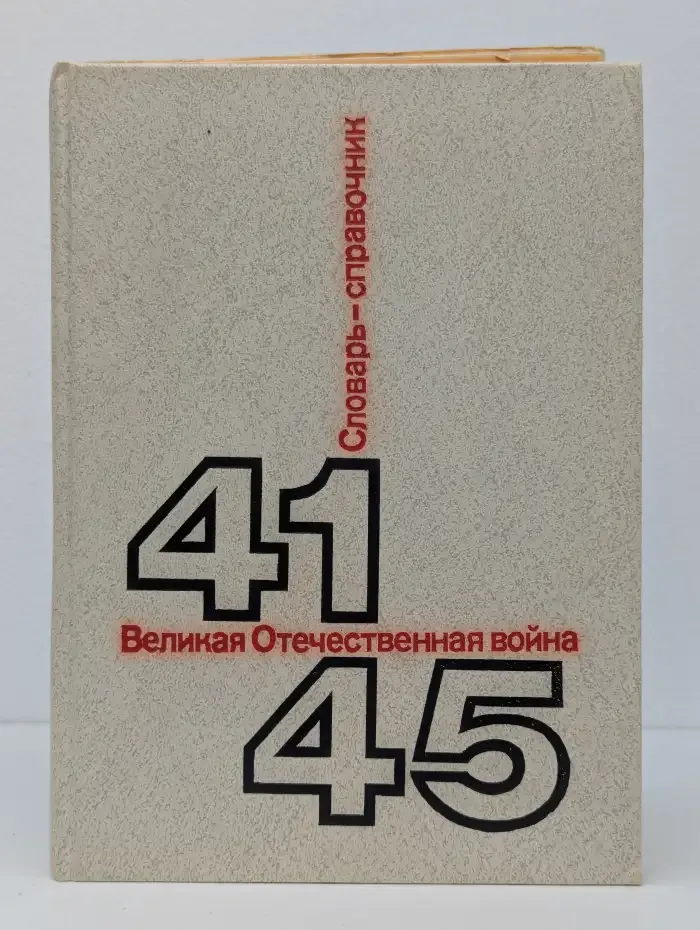 Словарь-справочник
41
Великая Отечественная война
45